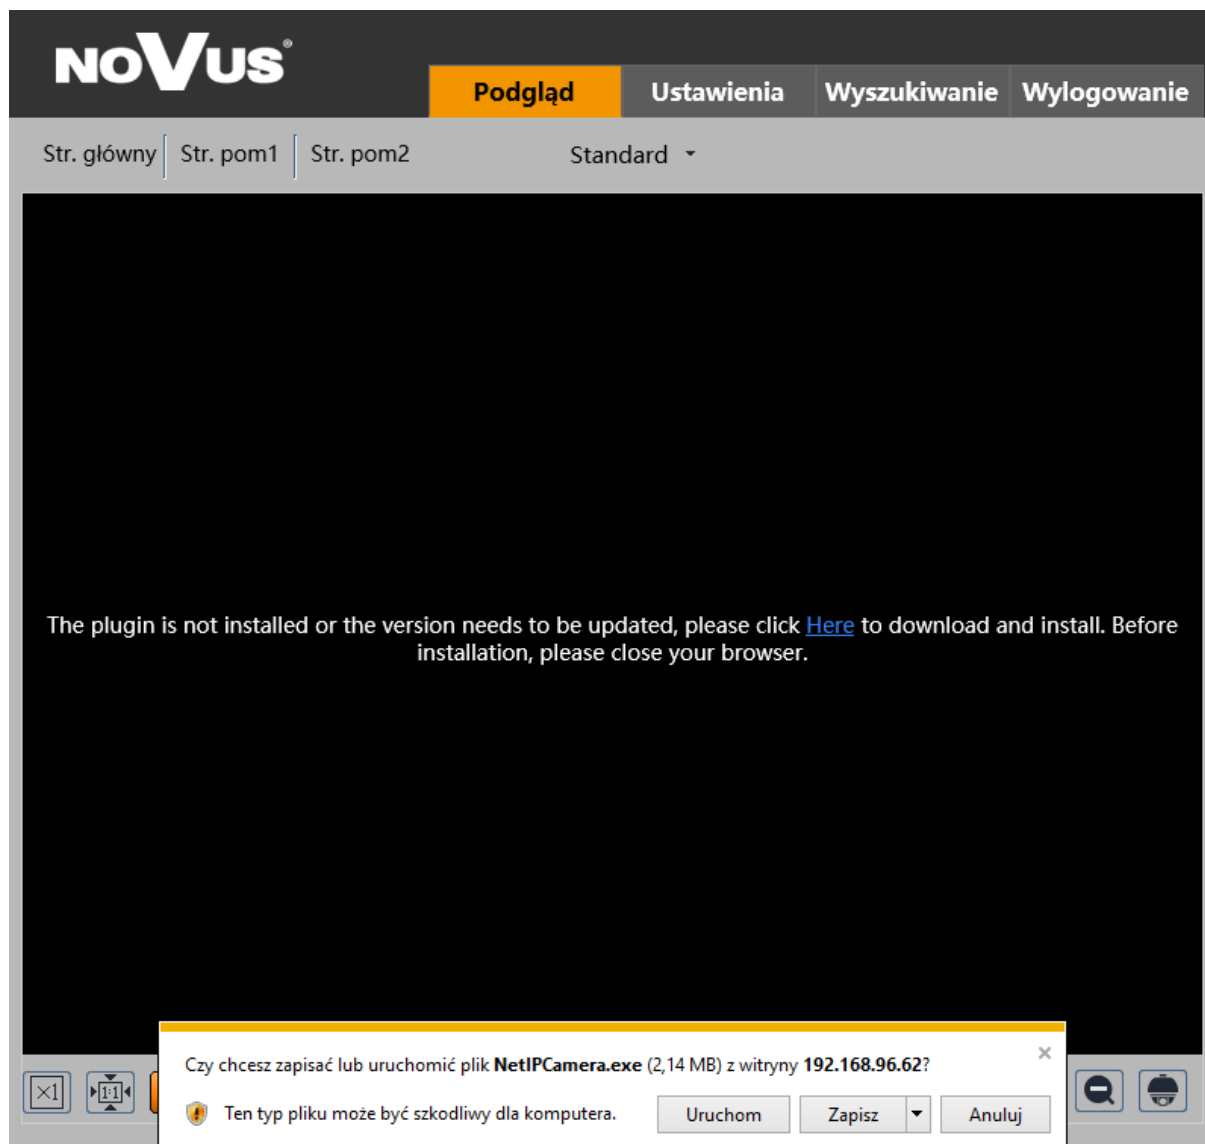 NOVUS®
Podgląd Ustawienia Wyszukiwanie Wylogowanie
Str. główny Str. pom1 Str. pom2 Standard
The plugin is not installed or the version needs to be updated, please click Here to download and install. Before
installation, please close your browser.
Czy chcesz zapisać lub uruchomić plik NetIPCamera.exe (2,14 MB) z witryny 192.168.96.62?
×1 1:1
Ten typ pliku może być szkodliwy dla komputera. Uruchom Zapisz Anuluj